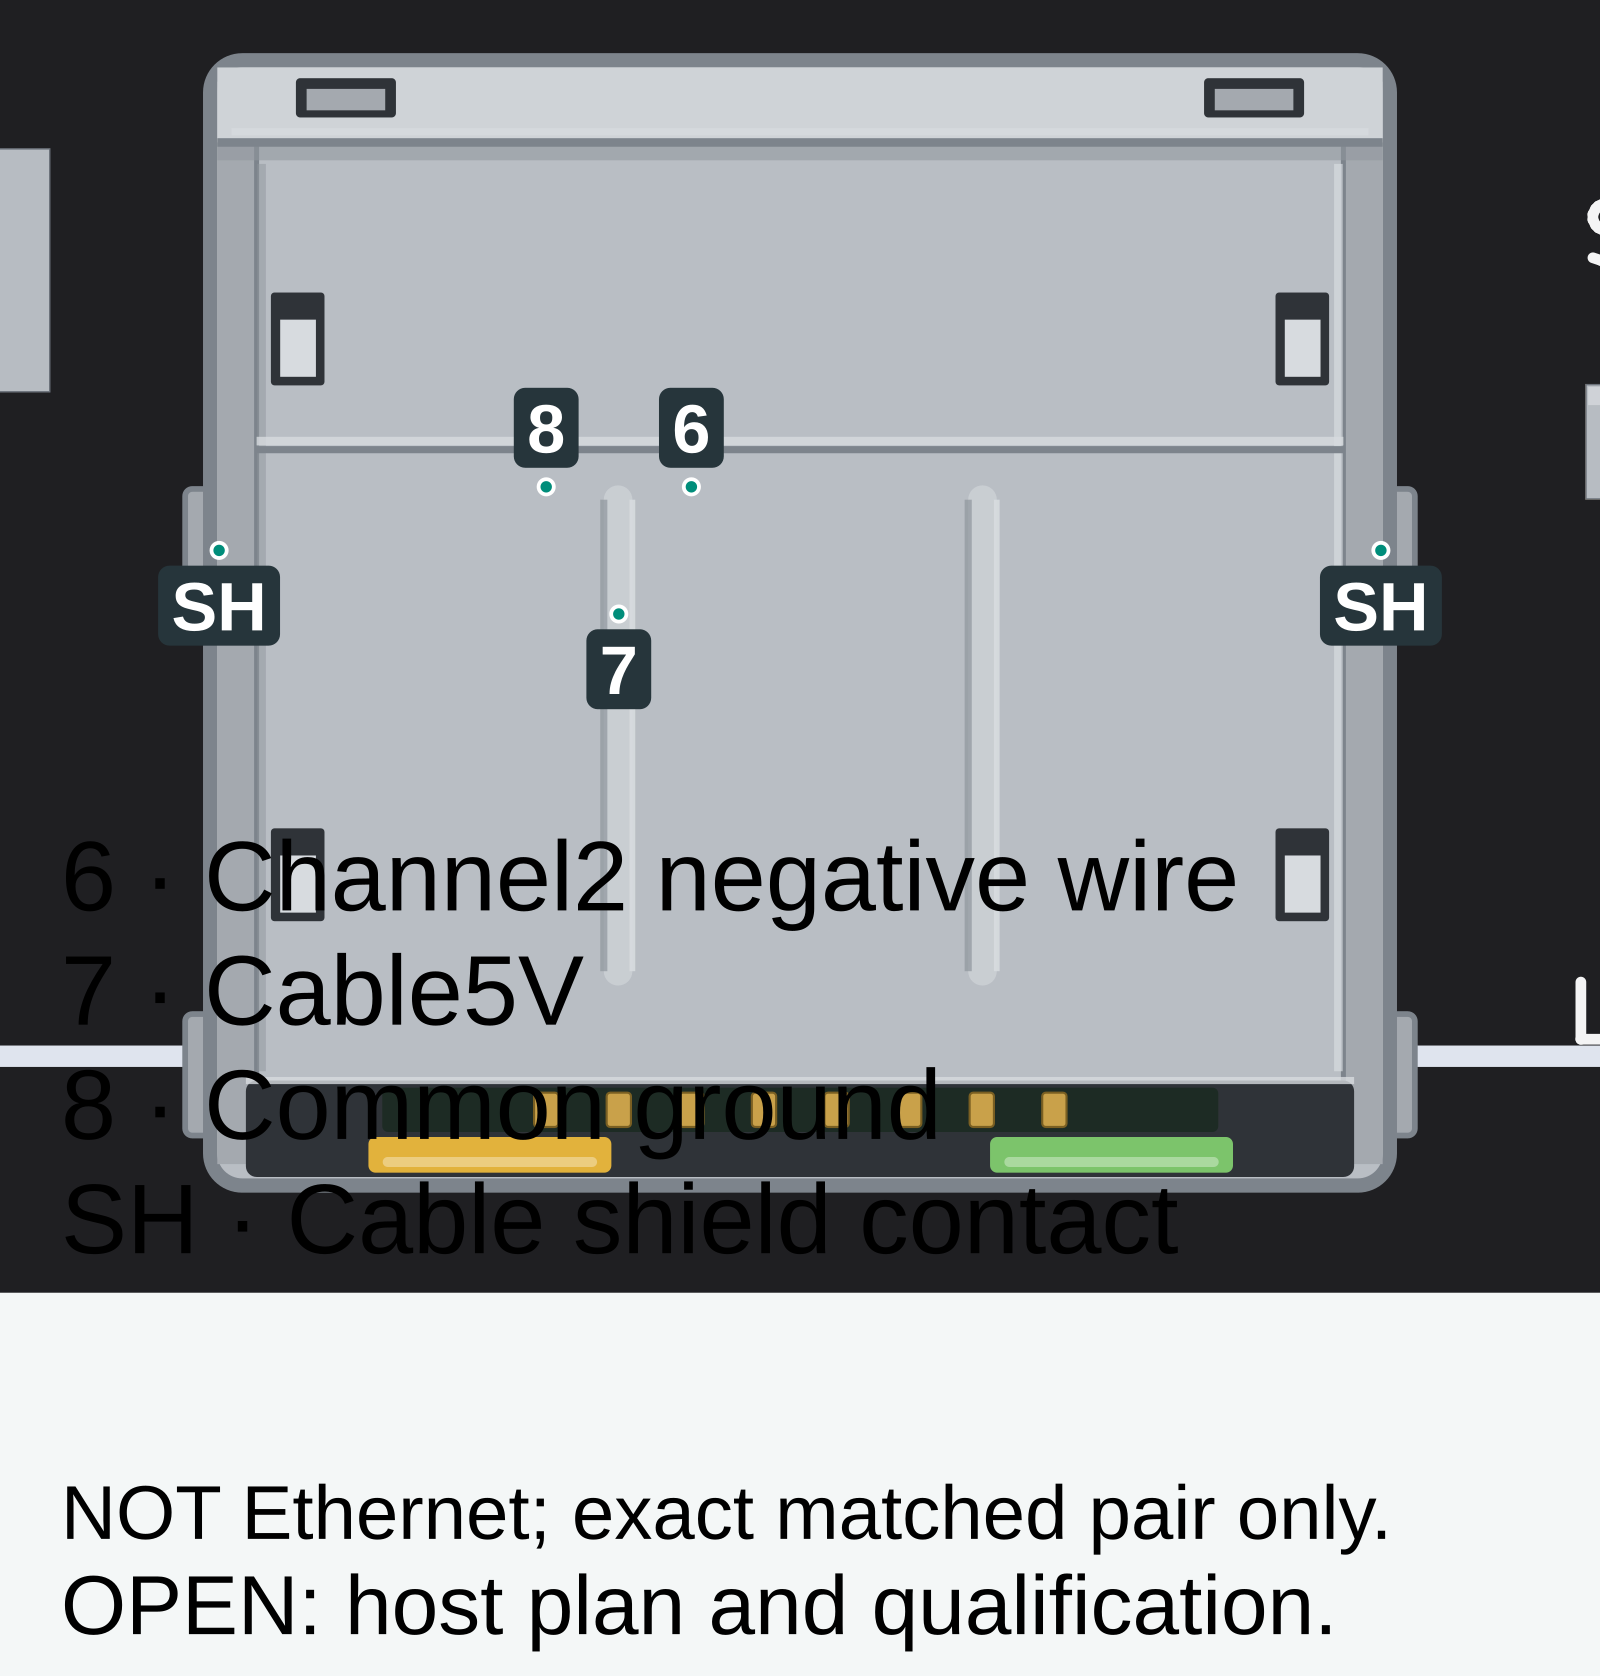 8 6
SH SH
7
6 · Channel2 negative wire
7 · Cable5V
8 · Common ground
SH · Cable shield contact
NOT Ethernet; exact matched pair only.
OPEN: host plan and qualification.